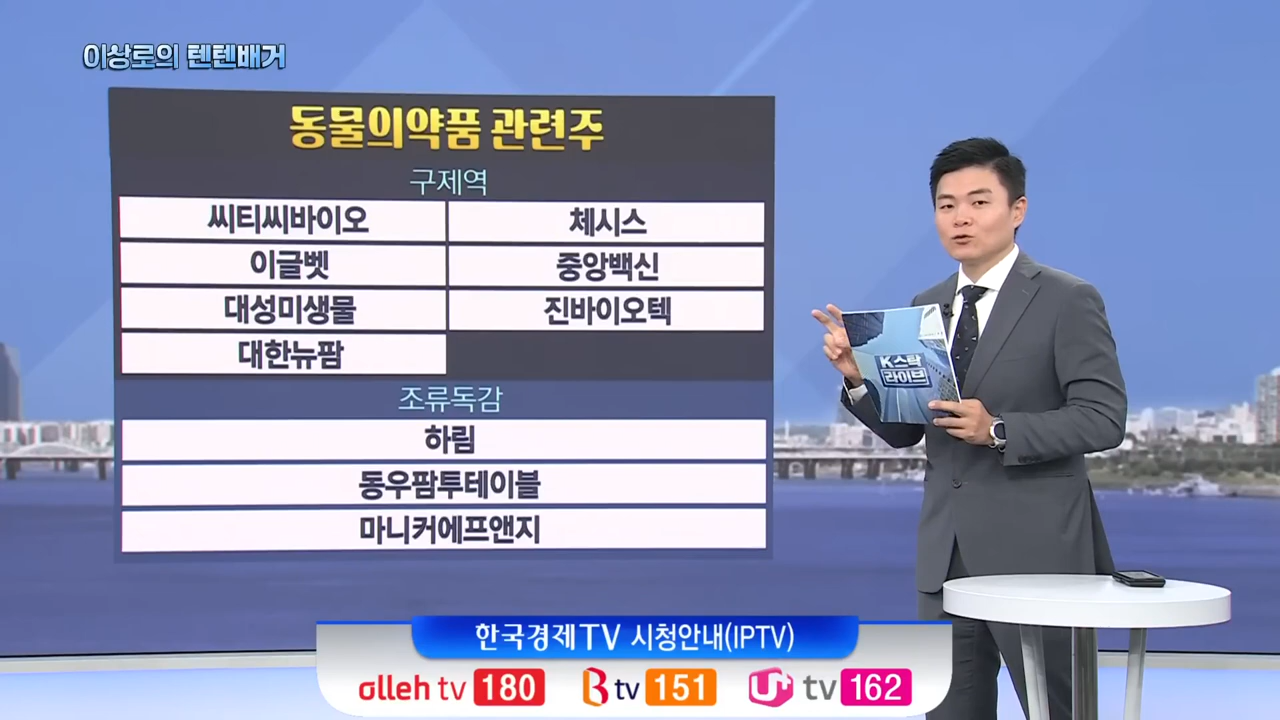 이상로의 텐텐배거
동물의약품 관련주
구제역
씨티씨바이오 체시스
이글벳 중앙백신
대성미생물 진바이오텍
대한뉴팜
조류독감
하림
동우팜투테이블
마니커에프앤지
K스탁
라이브
한국경제TV 시청안내(IPTV)
olleh tv 180 B tv 151 U+ tv 162